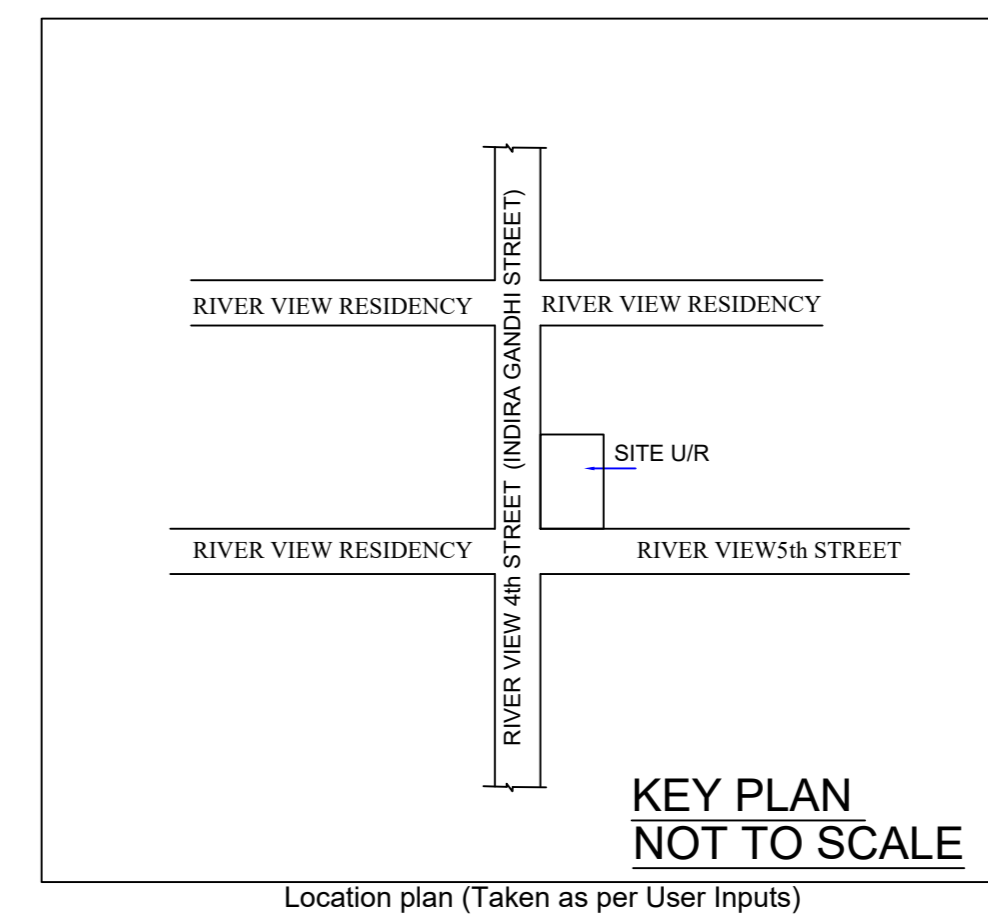 RIVER VIEW 4th STREET (INDIRA GANDHI STREET)
RIVER VIEW RESIDENCY
RIVER VIEW RESIDENCY
SITE U/R
RIVER VIEW RESIDENCY
RIVER VIEW5th STREET
KEY PLAN
NOT TO SCALE
Location plan (Taken as per User Inputs)